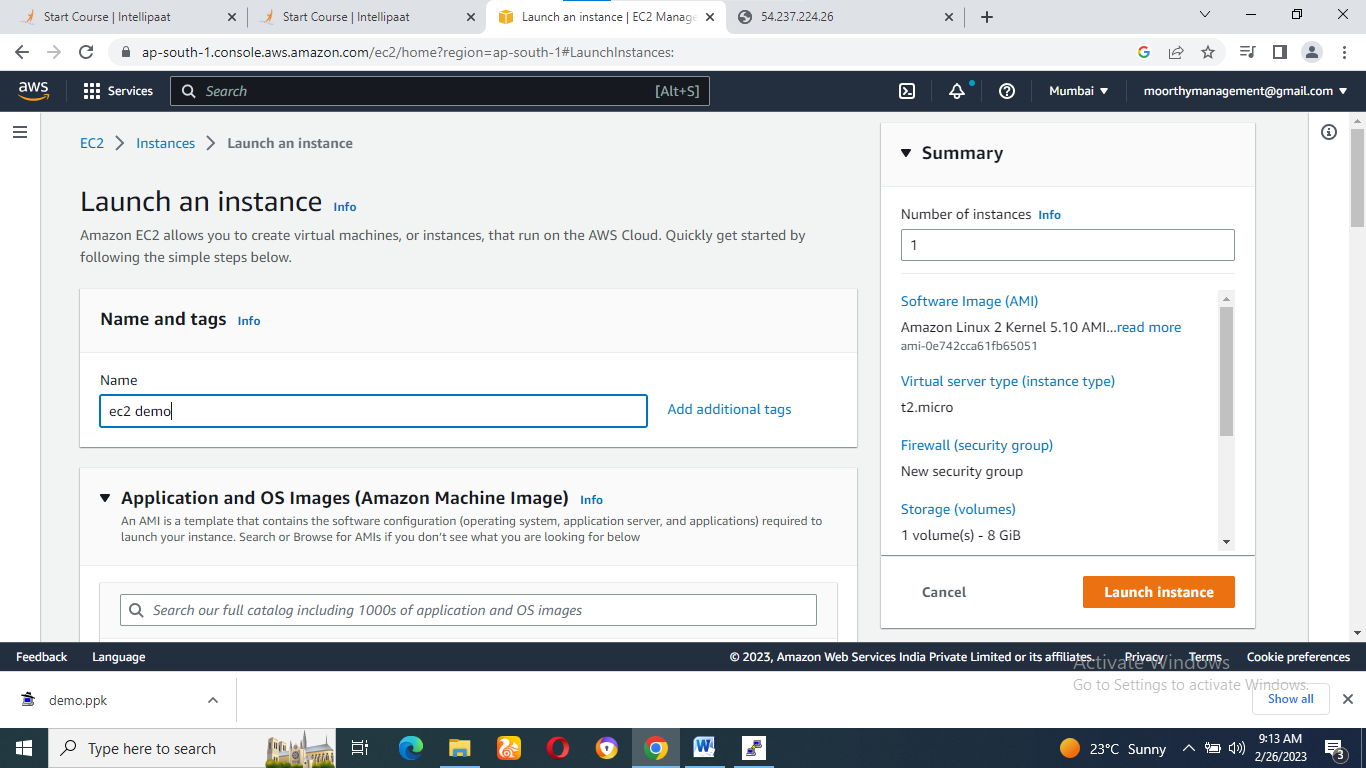 Start Course | Intellipaat
Start Course | Intellipaat
Launch an instance | EC2 Manage
54.237.224.26
ap-south-1.console.aws.amazon.com/ec2/home?region=ap-south-1#LaunchInstances:
aws
Services
Search
[Alt+S]
Mumbai
moorthymanagement@gmail.com
EC2
Instances
Launch an instance
Launch an instance Info
Amazon EC2 allows you to create virtual machines, or instances, that run on the AWS Cloud. Quickly get started by
following the simple steps below.
Name and tags Info
Name
ec2 demo
Add additional tags
Application and OS Images (Amazon Machine Image) Info
An AMI is a template that contains the software configuration (operating system, application server, and applications) required to
launch your instance. Search or Browse for AMIs if you don't see what you are looking for below
Search our full catalog including 1000s of application and OS images
Summary
Number of instances Info
1
Software Image (AMI)
Amazon Linux 2 Kernel 5.10 AMI...read more
ami-0e742cca61fb65051
Virtual server type (instance type)
t2.micro
Firewall (security group)
New security group
Storage (volumes)
1 volume(s) - 8 GiB
Cancel
Launch instance
Feedback
Language
© 2023, Amazon Web Services India Private Limited or its affiliates.
Privacy
Terms
Cookie preferences
Activate Windows
Go to Settings to activate Windows.
demo.ppk
Show all
Type here to search
23°C Sunny
9:13 AM
2/26/2023
3